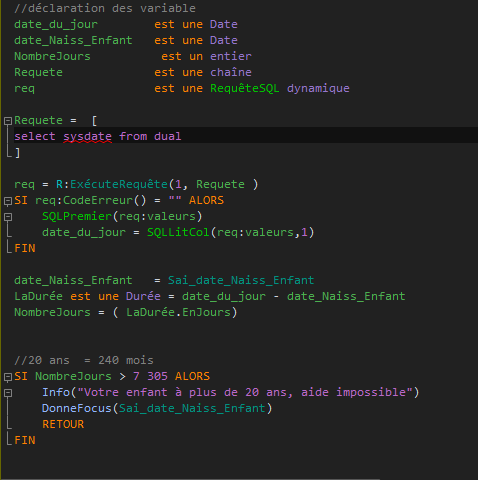 //déclaration des variable
date_du_jour est une Date
date_Naiss_Enfant est une Date
NombreJours est un entier
Requete est une chaîne
req est une RequêteSQL dynamique
Requete = [
select sysdate from dual
]
req = R:ExécuteRequête(1, Requete )
SI req:CodeErreur() = "" ALORS
SQLPremier(req:valeurs)
date_du_jour = SQLLitCol(req:valeurs,1)
FIN
date_Naiss_Enfant = Sai_date_Naiss_Enfant
LaDurée est une Durée = date_du_jour - date_Naiss_Enfant
NombreJours = ( LaDurée.EnJours)
//20 ans = 240 mois
SI NombreJours > 7 305 ALORS
Info("Votre enfant à plus de 20 ans, aide impossible")
DonneFocus(Sai_date_Naiss_Enfant)
RETOUR
FIN